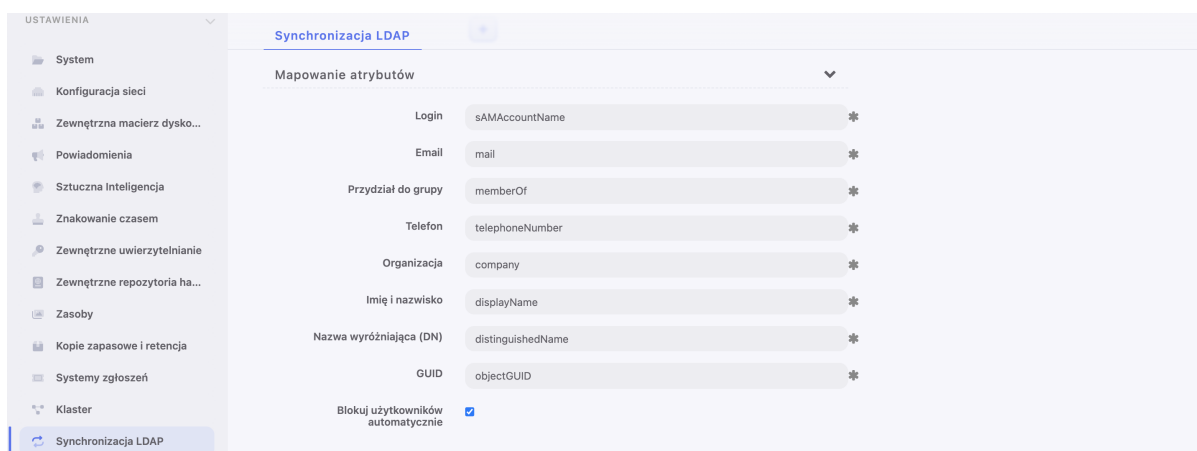 USTAWIENIA
System
Konfiguracja sieci
Zewnętrzna macierz dysko...
Powiadomienia
Sztuczna Inteligencja
Znakowanie czasem
Zewnętrzne uwierzytelnianie
Zewnętrzne repozytoria ha...
Zasoby
Kopie zapasowe i retencja
Systemy zgłoszeń
Klaster
Synchronizacja LDAP
Synchronizacja LDAP
Mapowanie atrybutów
Login sAMAccountName *
Email mail *
Przydział do grupy memberOf *
Telefon telephoneNumber *
Organizacja company *
Imię i nazwisko displayName *
Nazwa wyróżniająca (DN) distinguishedName *
GUID objectGUID *
Blokuj użytkowników
automatycznie